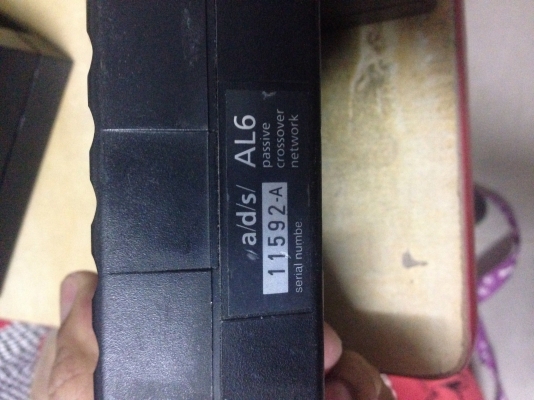 a/d/s/ AL6
passive
crossover
network
11592-A
serial numbe